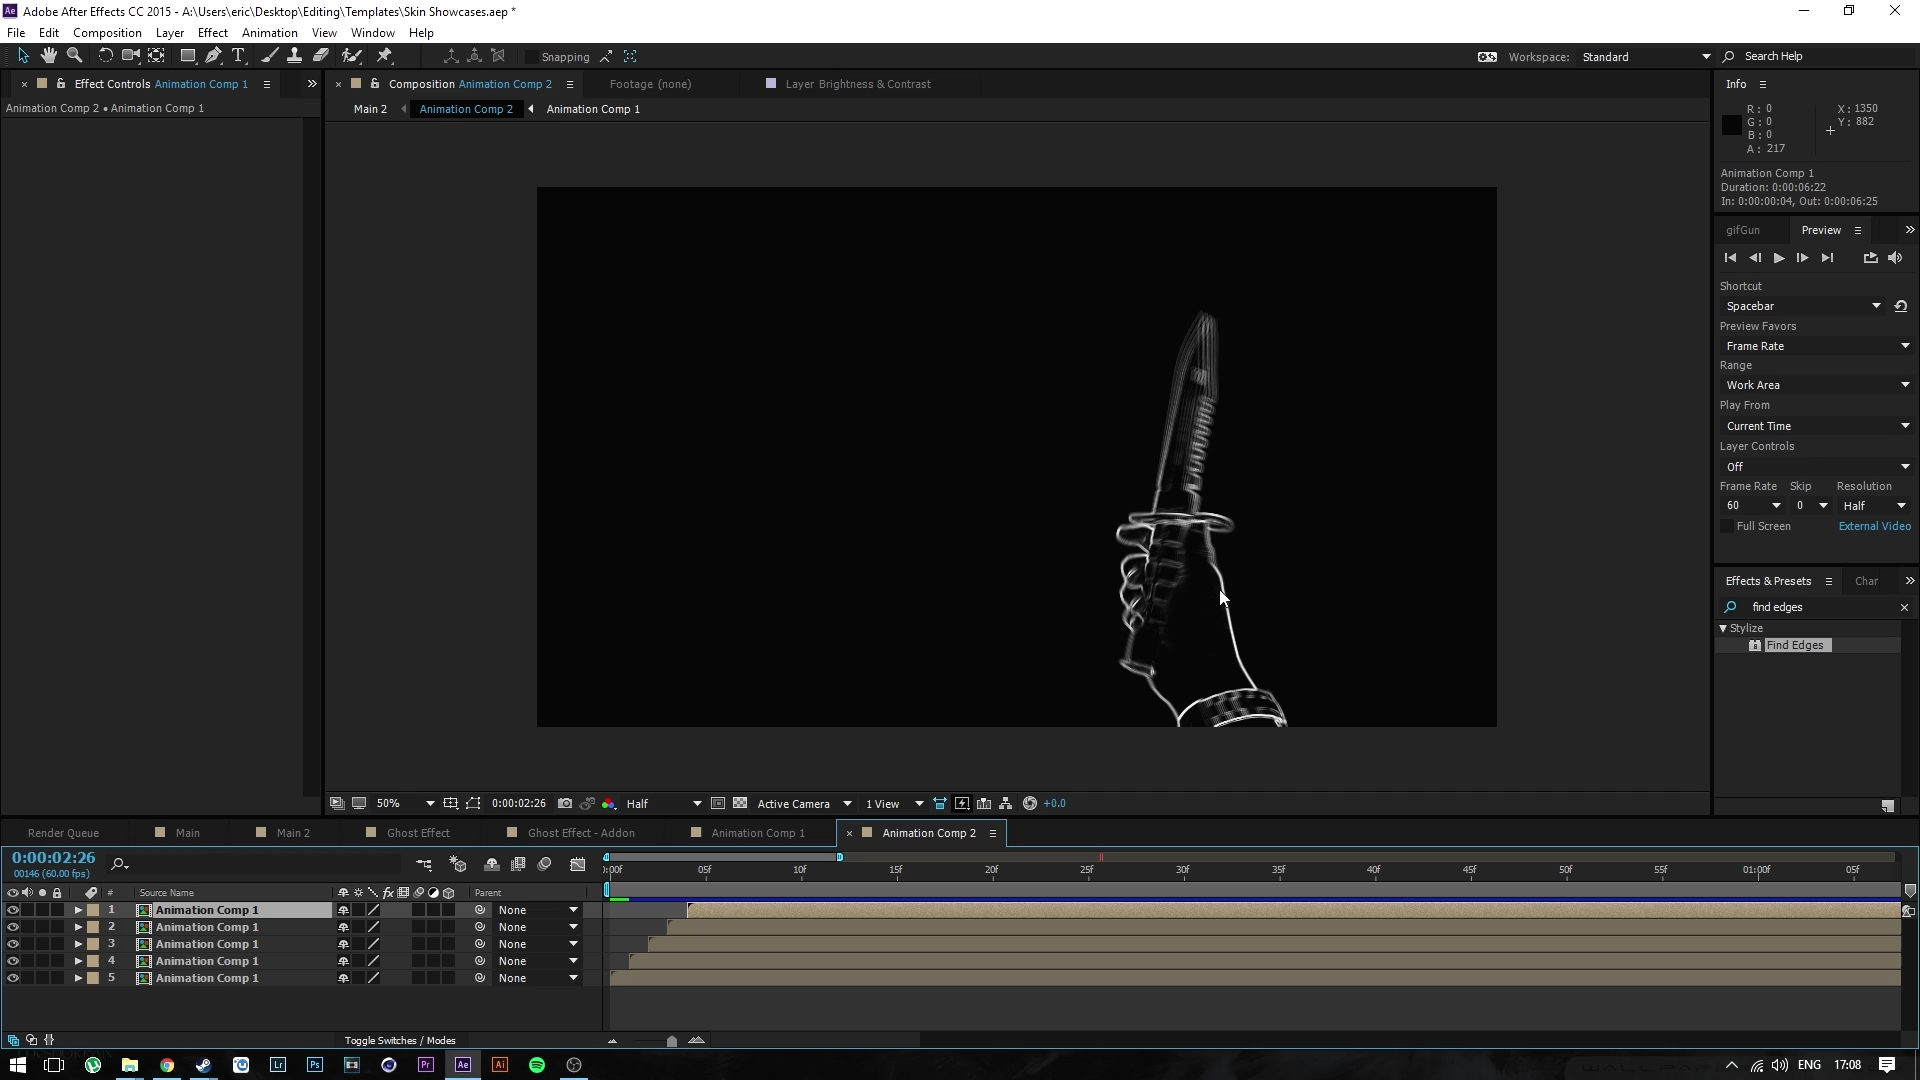 Adobe After Effects CC 2015 - A:\Users\eric\Desktop\Editing\Templates\Skin Showcases.aep *
File Edit Composition Layer Effect Animation View Window Help
Snapping
Workspace: Standard
Search Help
Effect Controls Animation Comp 1
Composition Animation Comp 2
Footage (none)
Layer Brightness & Contrast
Animation Comp 2 • Animation Comp 1
Main 2 Animation Comp 2 Animation Comp 1
Info
R: 0
G: 0
B: 0
A: 217
X: 1350
Y: 882
Animation Comp 1
Duration: 0:00:06:22
In: 0:00:00:04, Out: 0:00:06:25
gifGun Preview
Shortcut
Spacebar
Preview Favors
Frame Rate
Range
Work Area
Play From
Current Time
Layer Controls
Off
Frame Rate Skip Resolution
60 0 Half
Full Screen External Video
Effects & Presets Char
find edges
Stylize
Find Edges
50% 0:00:02:26 Half Active Camera 1 View +0.0
Render Queue Main Main 2 Ghost Effect Ghost Effect - Addon Animation Comp 1 Animation Comp 2
0:00:02:26
00146 (60.00 fps)
):00f 05f 10f 15f 20f 25f 30f 35f 40f 45f 50f 55f 01:00f 05f
# Source Name fx Parent
1 Animation Comp 1 None
2 Animation Comp 1 None
3 Animation Comp 1 None
4 Animation Comp 1 None
5 Animation Comp 1 None
Toggle Switches / Modes
Lr Ps Pr Ae Ai
ENG 17:08